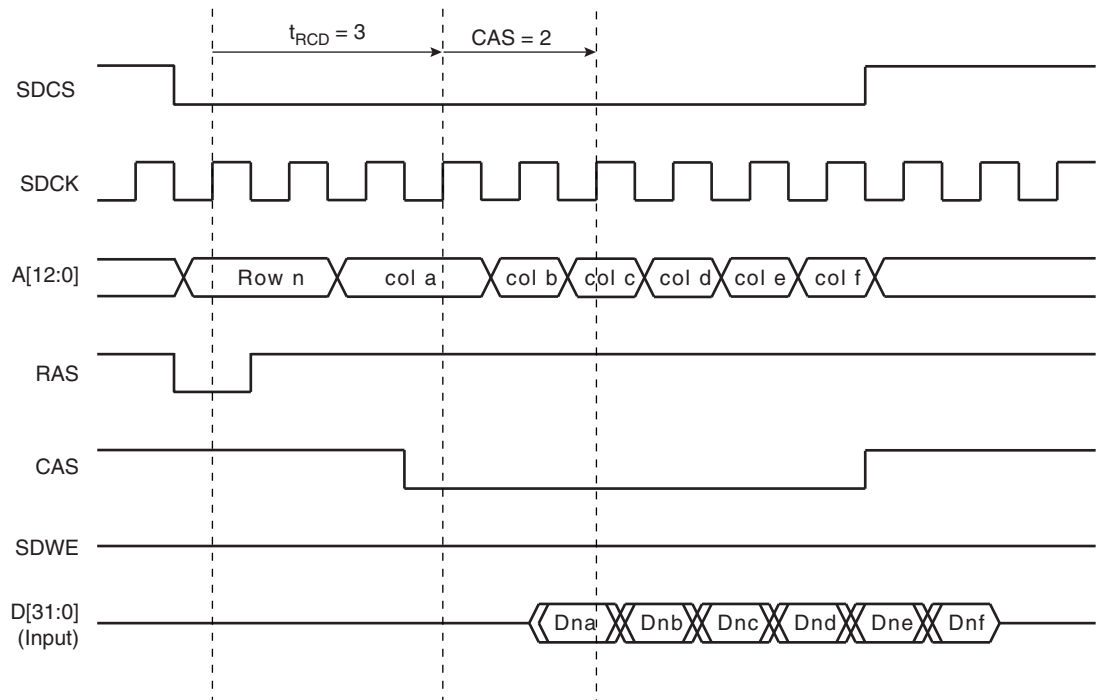 tRCD = 3
CAS = 2
SDCS
SDCK
A[12:0]
Row n
col a
col b
col c
col d
col e
col f
RAS
CAS
SDWE
D[31:0]
(Input)
Dna
Dnb
Dnc
Dnd
Dne
Dnf